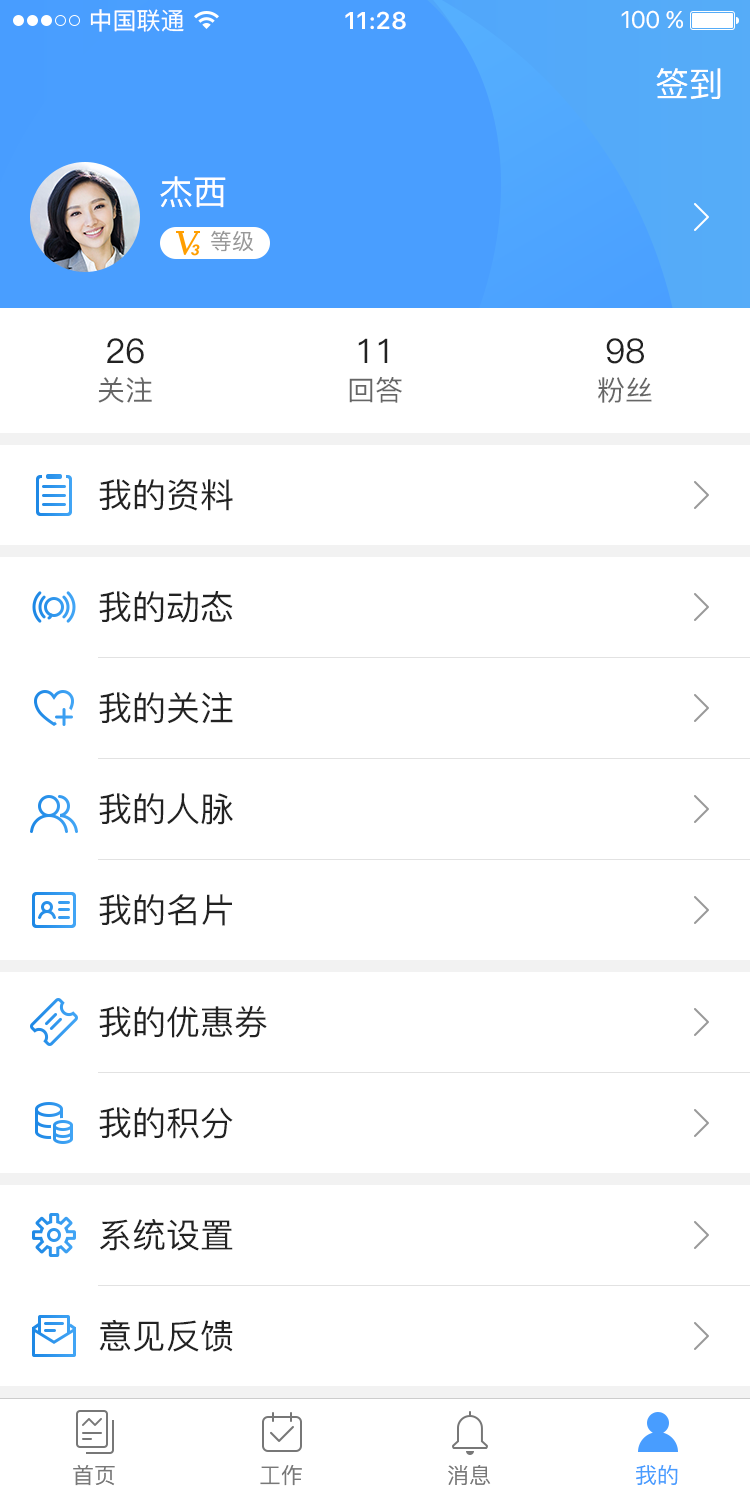 中国联通 11:28 100 %
签到
杰西
V3 等级
26 11 98
关注 回答 粉丝
我的资料
我的动态
我的关注
我的人脉
我的名片
我的优惠券
我的积分
系统设置
意见反馈
首页 工作 消息 我的